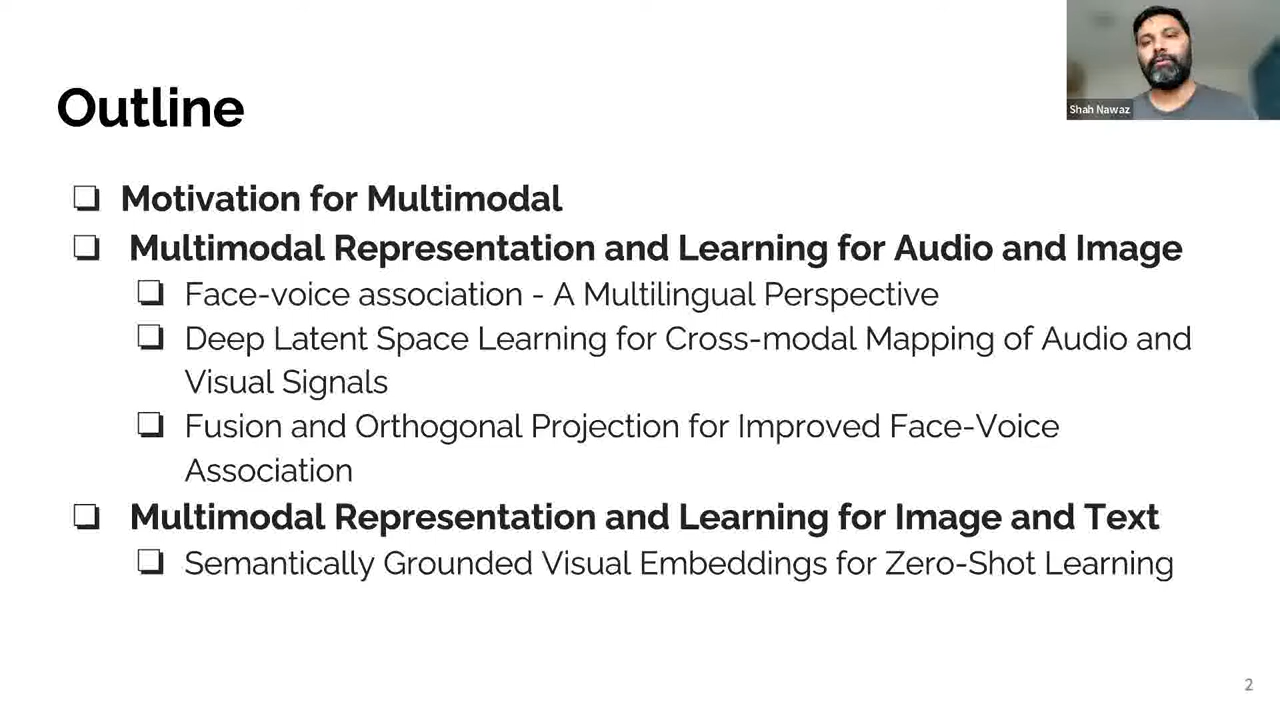 Outline
Shah Nawaz
❏ Motivation for Multimodal
❏ Multimodal Representation and Learning for Audio and Image
❏ Face-voice association - A Multilingual Perspective
❏ Deep Latent Space Learning for Cross-modal Mapping of Audio and
Visual Signals
❏ Fusion and Orthogonal Projection for Improved Face-Voice
Association
❏ Multimodal Representation and Learning for Image and Text
❏ Semantically Grounded Visual Embeddings for Zero-Shot Learning
2